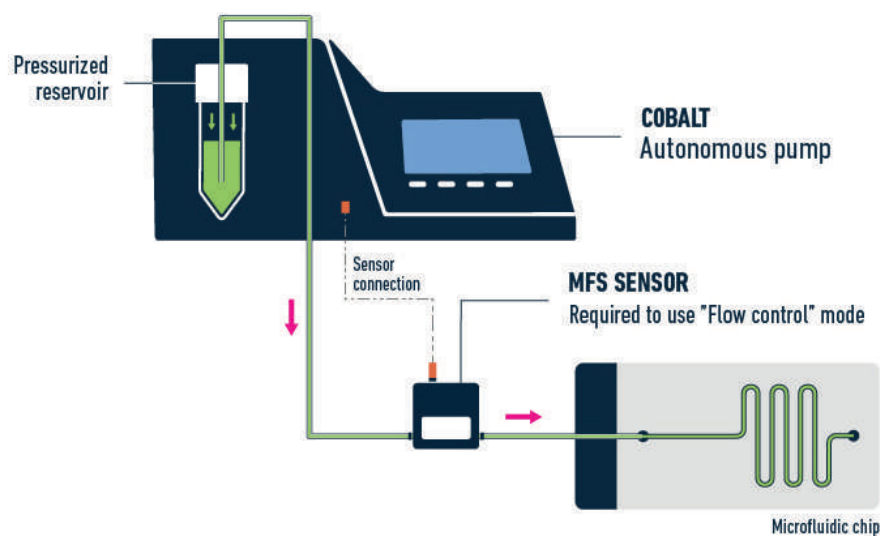 Pressurized
reservoir
COBALT
Autonomous pump
Sensor
connection
MFS SENSOR
Required to use "Flow control" mode
Microfluidic chip